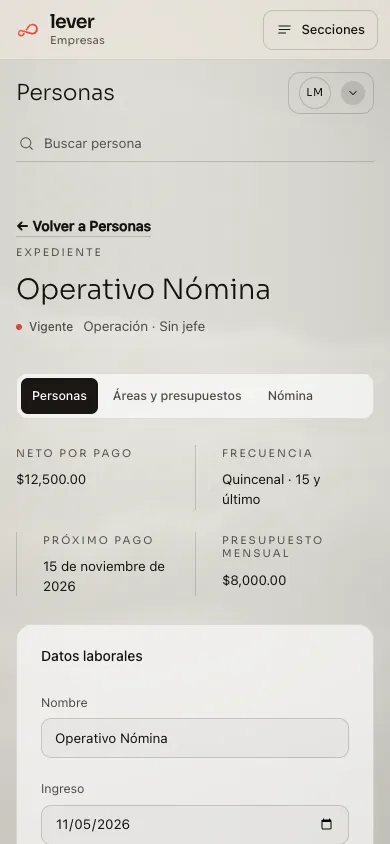 lever
Empresas
Secciones
Personas
LM
Buscar persona
← Volver a Personas
EXPEDIENTE
Operativo Nómina
Vigente Operación · Sin jefe
Personas Áreas y presupuestos Nómina
NETO POR PAGO
$12,500.00
FRECUENCIA
Quincenal · 15 y
último
PRÓXIMO PAGO
15 de noviembre de
2026
PRESUPUESTO
MENSUAL
$8,000.00
Datos laborales
Nombre
Operativo Nómina
Ingreso
11/05/2026